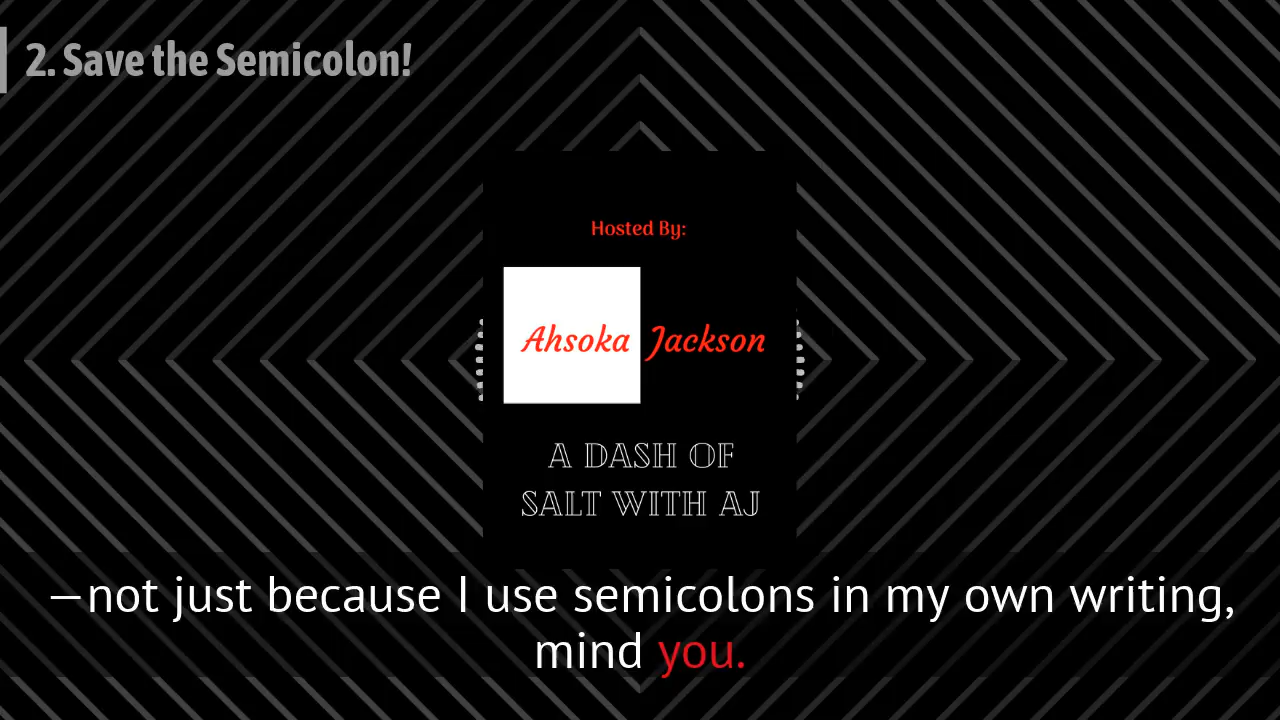 2. Save the Semicolon!
Hosted By:
Ahsoka Jackson
A DASH OF
SALT WITH AJ
—not just because I use semicolons in my own writing,
mind you.